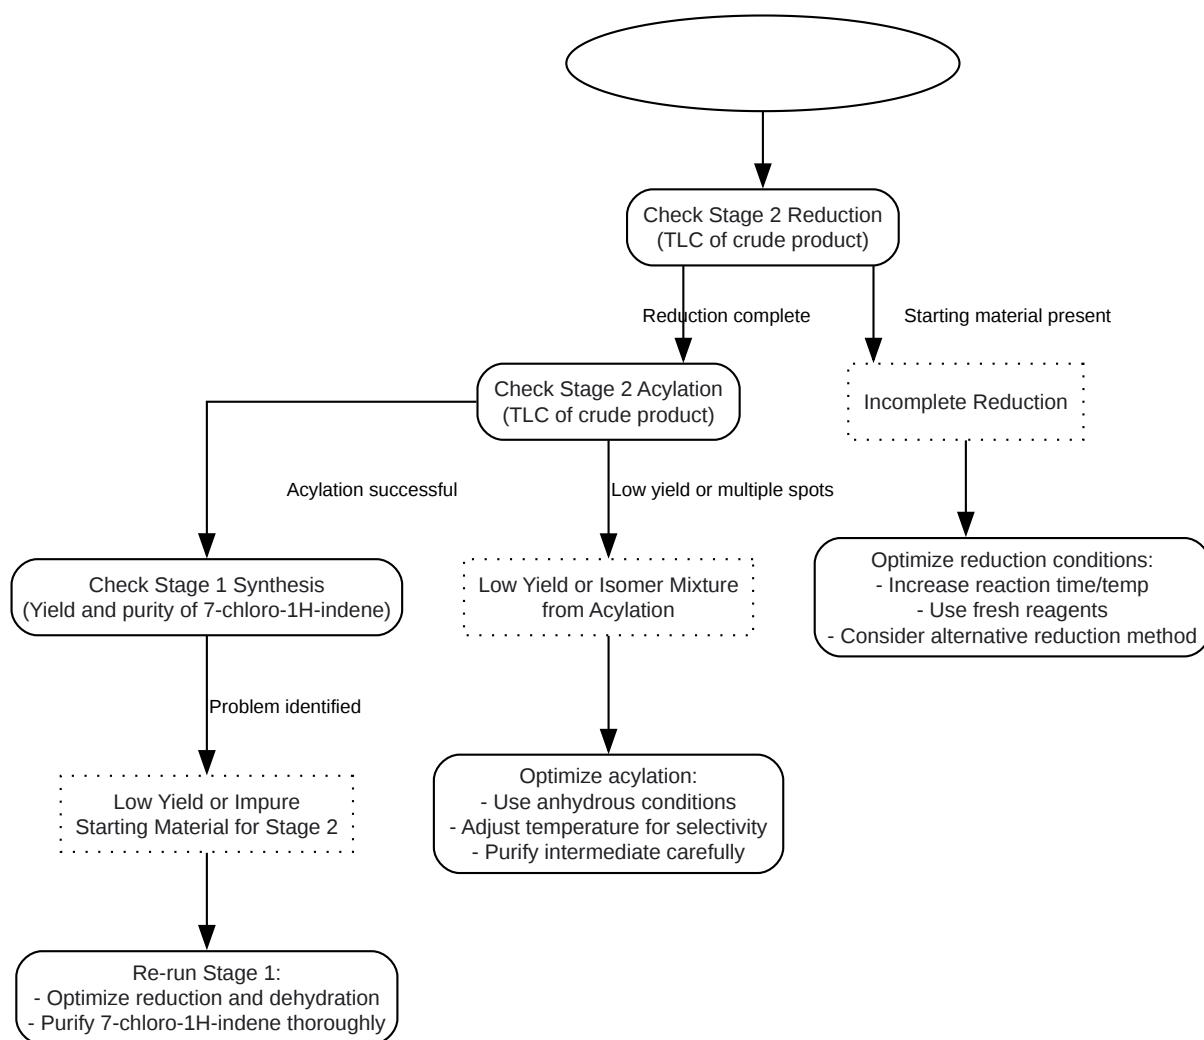 Check Stage 2 Reduction
(TLC of crude product)
Reduction complete
Starting material present
Check Stage 2 Acylation
(TLC of crude product)
Incomplete Reduction
Acylation successful
Low yield or multiple spots
Check Stage 1 Synthesis
(Yield and purity of 7-chloro-1H-indene)
Low Yield or Isomer Mixture
from Acylation
Optimize reduction conditions:
- Increase reaction time/temp
- Use fresh reagents
- Consider alternative reduction method
Problem identified
Low Yield or Impure
Starting Material for Stage 2
Optimize acylation:
- Use anhydrous conditions
- Adjust temperature for selectivity
- Purify intermediate carefully
Re-run Stage 1:
- Optimize reduction and dehydration
- Purify 7-chloro-1H-indene thoroughly